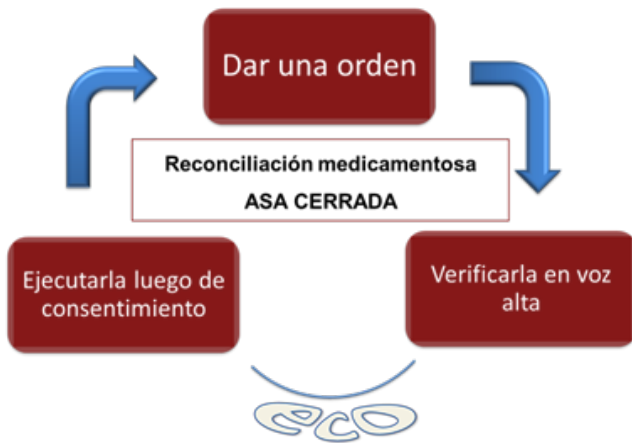 Dar una orden
Reconciliación medicamentosa
ASA CERRADA
Ejecutarla luego de
consentimiento
Verificarla en voz
alta
eco